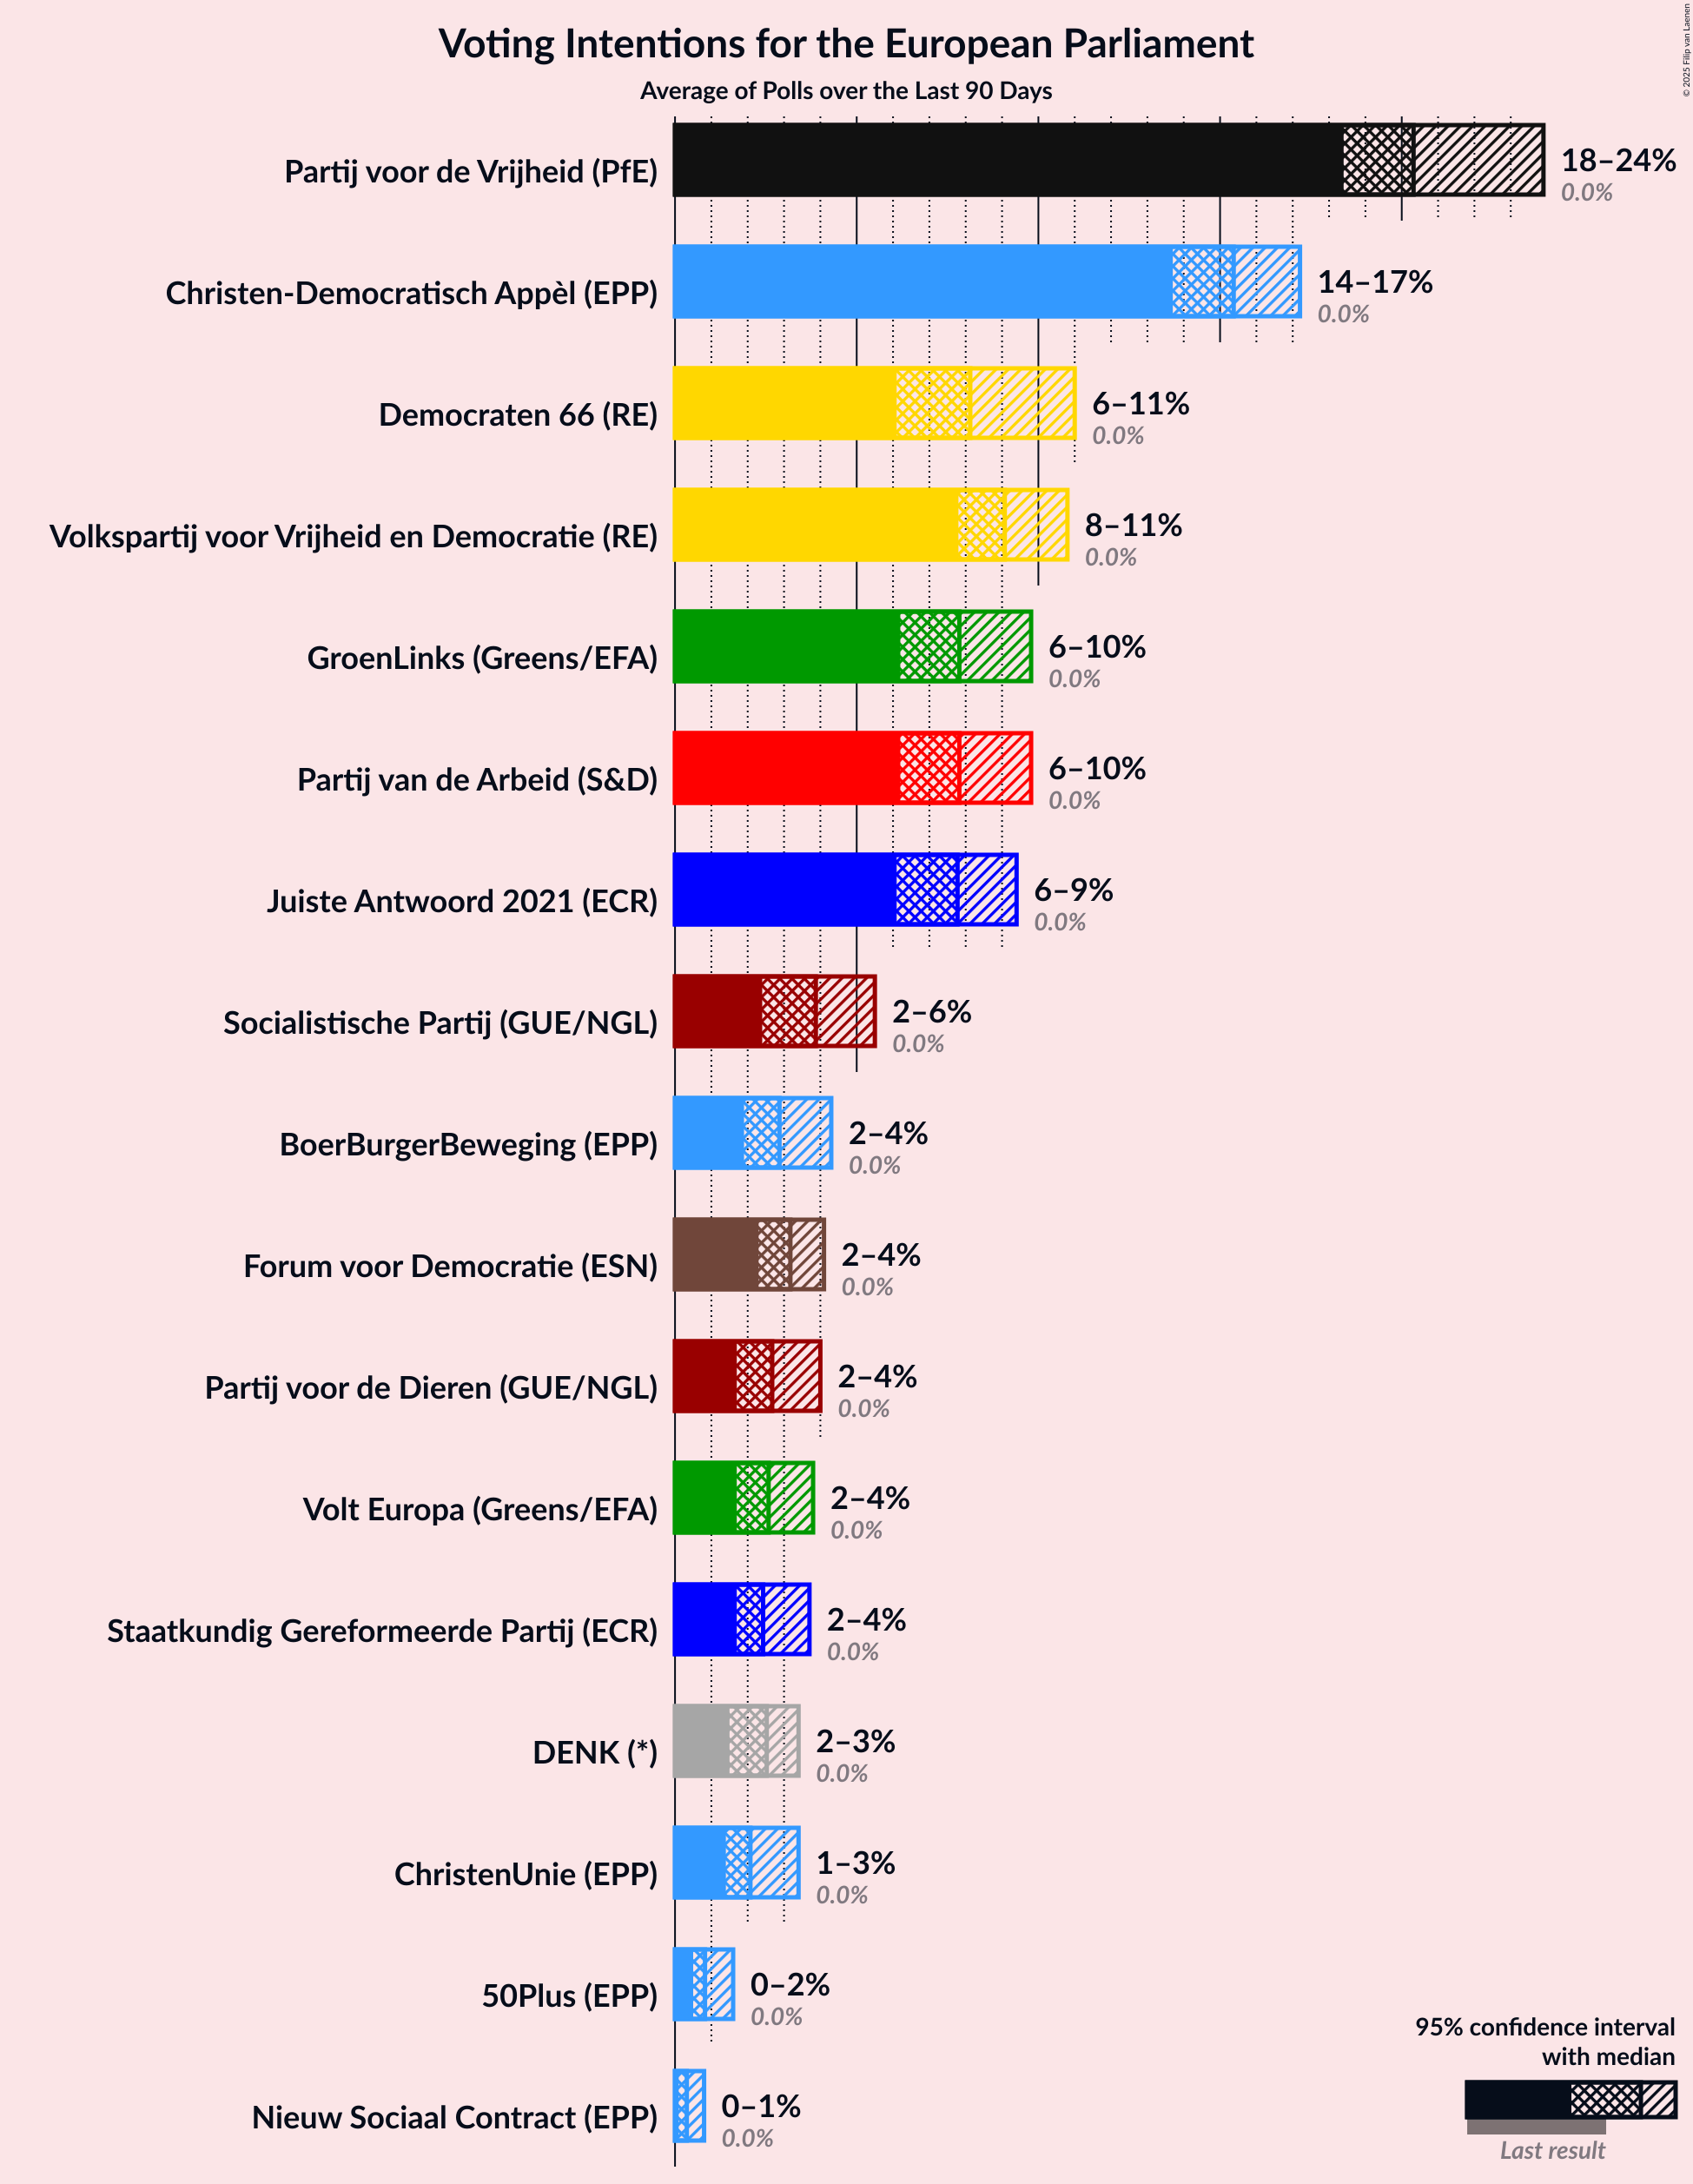 © 2025 Filip van Laenen
Voting Intentions for the European Parliament
Average of Polls over the Last 90 Days
Partij voor de Vrijheid (PfE)
18–24%
0.0%
Christen-Democratisch Appèl (EPP)
14–17%
0.0%
Democraten 66 (RE)
6–11%
0.0%
Volkspartij voor Vrijheid en Democratie (RE)
8–11%
0.0%
GroenLinks (Greens/EFA)
6–10%
0.0%
Partij van de Arbeid (S&D)
6–10%
0.0%
Juiste Antwoord 2021 (ECR)
6–9%
0.0%
Socialistische Partij (GUE/NGL)
2–6%
0.0%
BoerBurgerBeweging (EPP)
2–4%
0.0%
Forum voor Democratie (ESN)
2–4%
0.0%
Partij voor de Dieren (GUE/NGL)
2–4%
0.0%
Volt Europa (Greens/EFA)
2–4%
0.0%
Staatkundig Gereformeerde Partij (ECR)
2–4%
0.0%
DENK (*)
2–3%
0.0%
ChristenUnie (EPP)
1–3%
0.0%
50Plus (EPP)
0–2%
0.0%
Nieuw Sociaal Contract (EPP)
0–1%
0.0%
95% confidence interval
with median
Last result